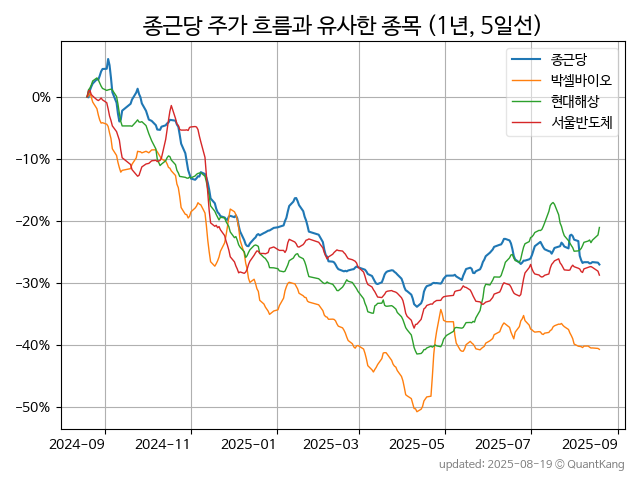 종근당 주가 흐름과 유사한 종목 (1년, 5일선)
종근당
박셀바이오
현대해상
서울반도체
0%
−10%
−20%
−30%
−40%
−50%
2024−09
2024−11
2025−01
2025−03
2025−05
2025−07
2025−09
updated: 2025-08-19 © QuantKang